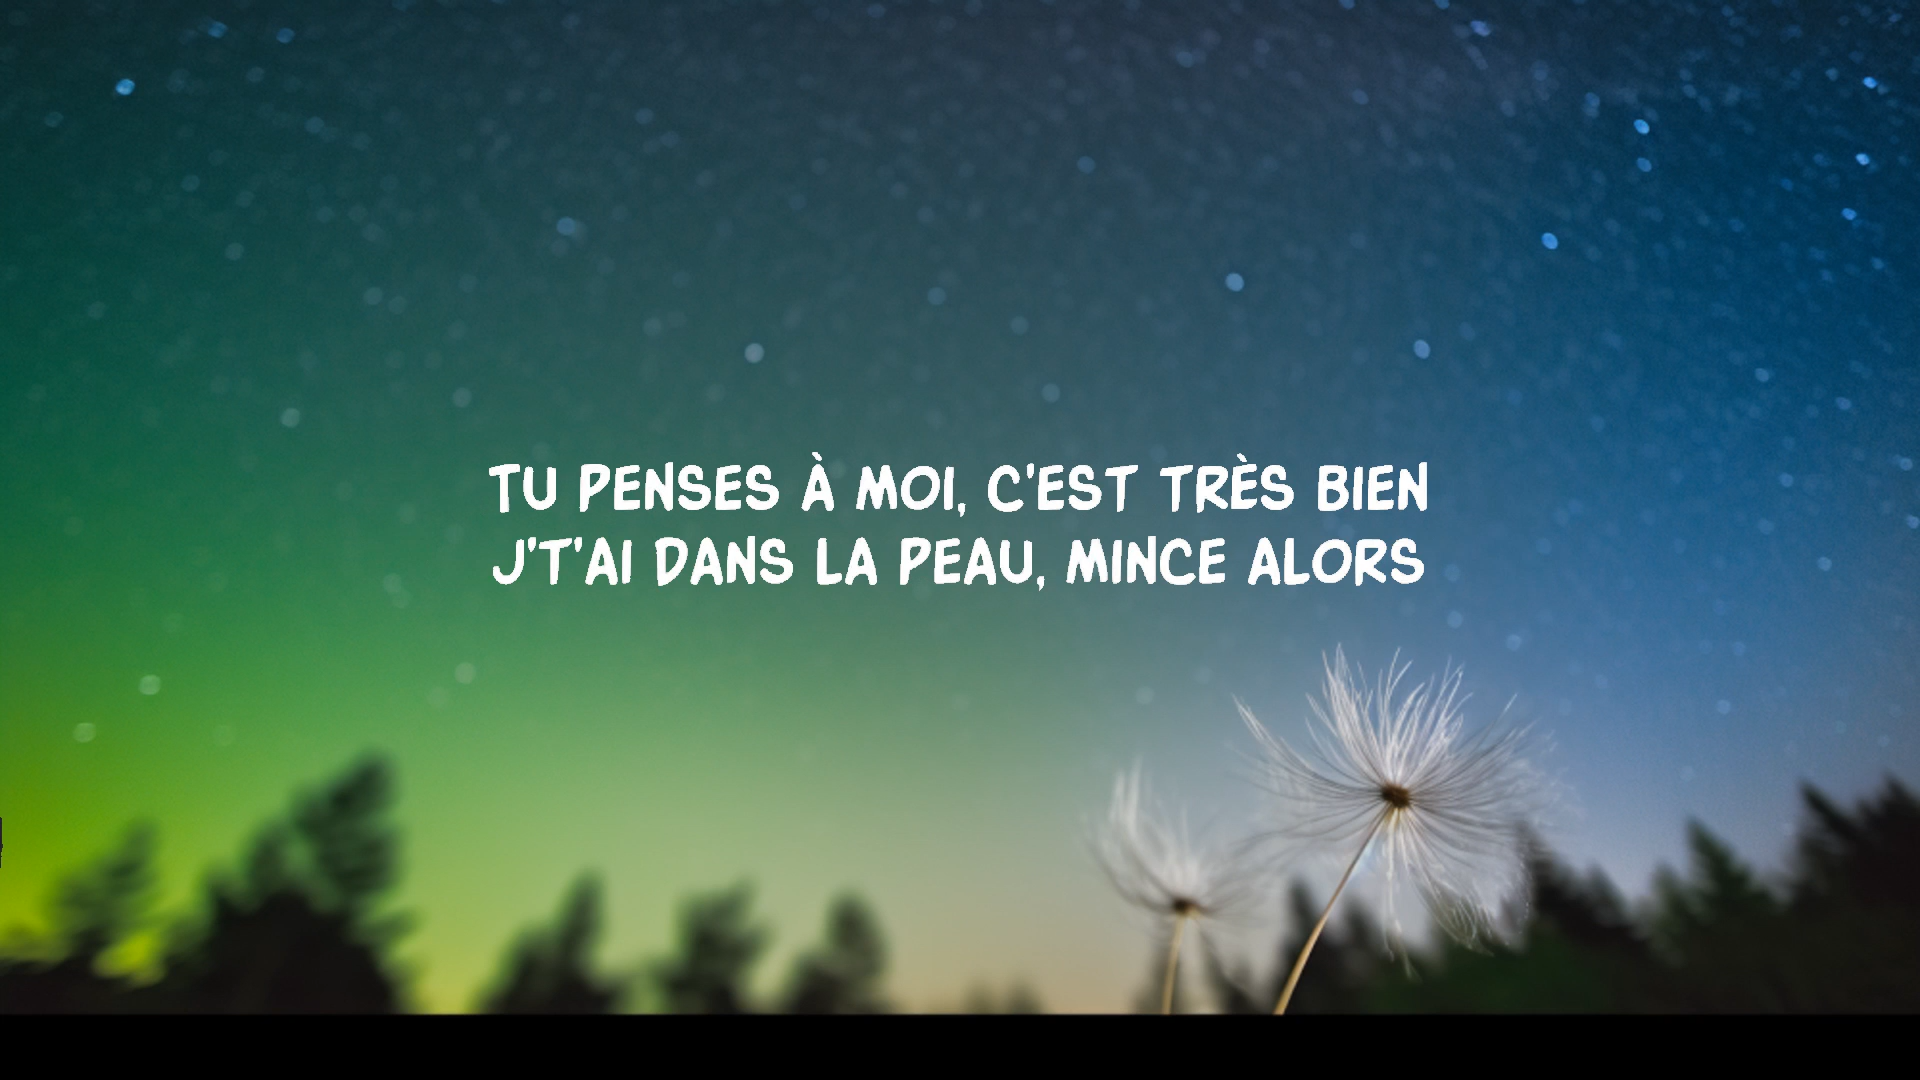 TU PENSES À MOI, C'EST TRÈS BIEN
J'T'AI DANS LA PEAU, MINCE ALORS